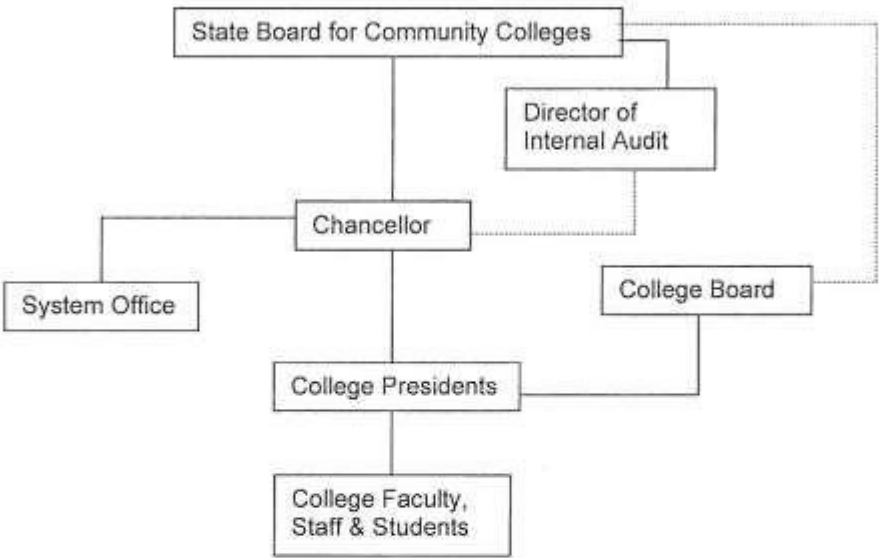 State Board for Community Colleges
Director of
Internal Audit
Chancellor
System Office
College Board
College Presidents
College Faculty,
Staff & Students